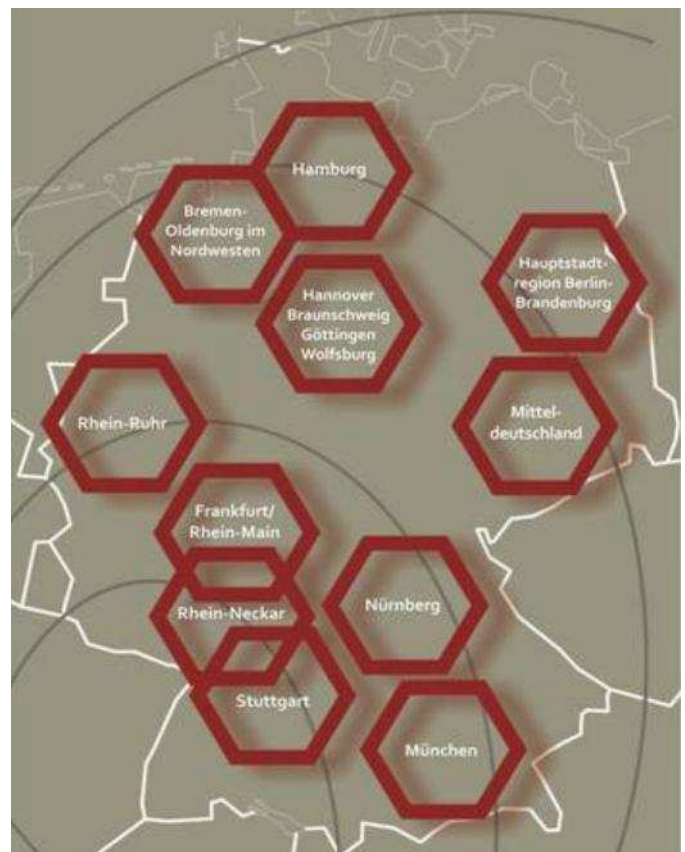 Hamburg
Bremen-
Oldenburg im
Nordwesten
Hauptstadt-
region Berlin-
Brandenburg
Hannover
Braunschweig
Göttingen
Wolfsburg
Rhein-Ruhr
Mittel-
deutschland
Frankfurt/
Rhein-Main
Rhein-Neckar
Nürnberg
Stuttgart
München